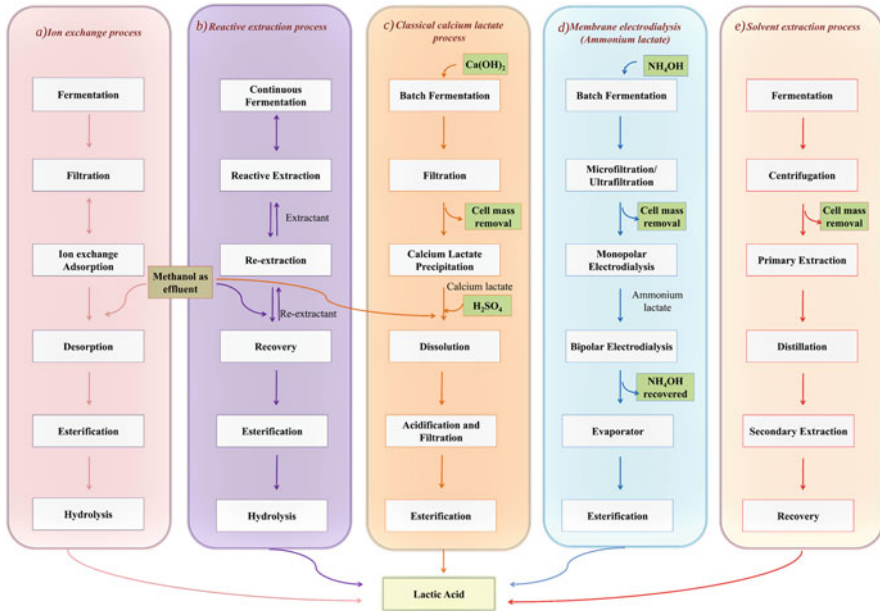 a)Ion exchange process
Fermentation
Filtration
Ion exchange
Adsorption
Desorption
Esterification
Hydrolysis
Methanol as
effluent
b)Reactive extraction process
Continuous
Fermentation
Reactive Extraction
Extractant
Re-extraction
Re-extractant
Recovery
Esterification
Hydrolysis
c)Classical calcium lactate
process
Ca(OH)₂
Batch Fermentation
Filtration
Cell mass
removal
Calcium Lactate
Precipitation
Calcium lactate
H₂SO₄
Dissolution
Acidification and
Filtration
Esterification
d)Membrane electrodialysis
(Ammonium lactate)
NH₄OH
Batch Fermentation
Microfiltration/
Ultrafiltration
Cell mass
removal
Monopolar
Electrodialysis
Ammonium
lactate
Bipolar Electrodialysis
NH₄OH
recovered
Evaporator
Esterification
e)Solvent extraction process
Fermentation
Centrifugation
Cell mass
removal
Primary Extraction
Distillation
Secondary Extraction
Recovery
Lactic Acid